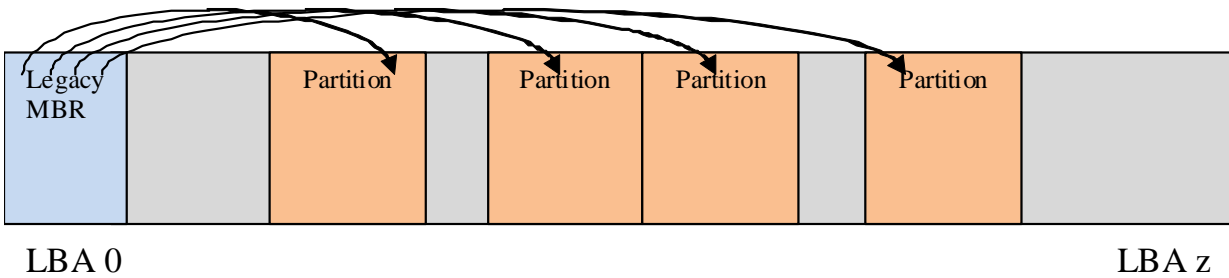 Legacy
MBR
Partition
Partition
Partition
Partition
LBA 0
LBA z